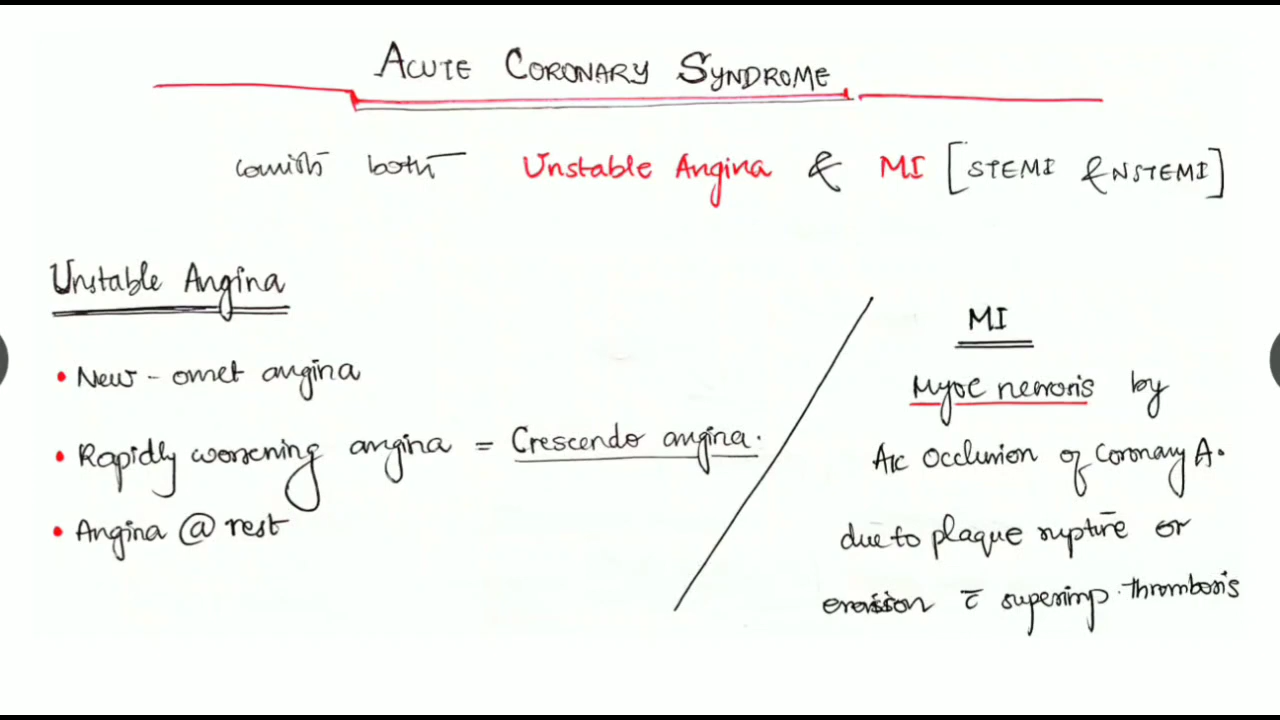 ACUTE CORONARY SYNDROME
both Unstable Angina & MI [STEMI & NSTEMI]
Unstable Angina
• New-onset angina
• Rapidly worsening angina = Crescendo angina.
• Angina @ rest
MI
Myoc necrosis by
Ac Occlusion of Coronary A.
due to plaque rupture or
erosion c̄ superimp. thrombosis